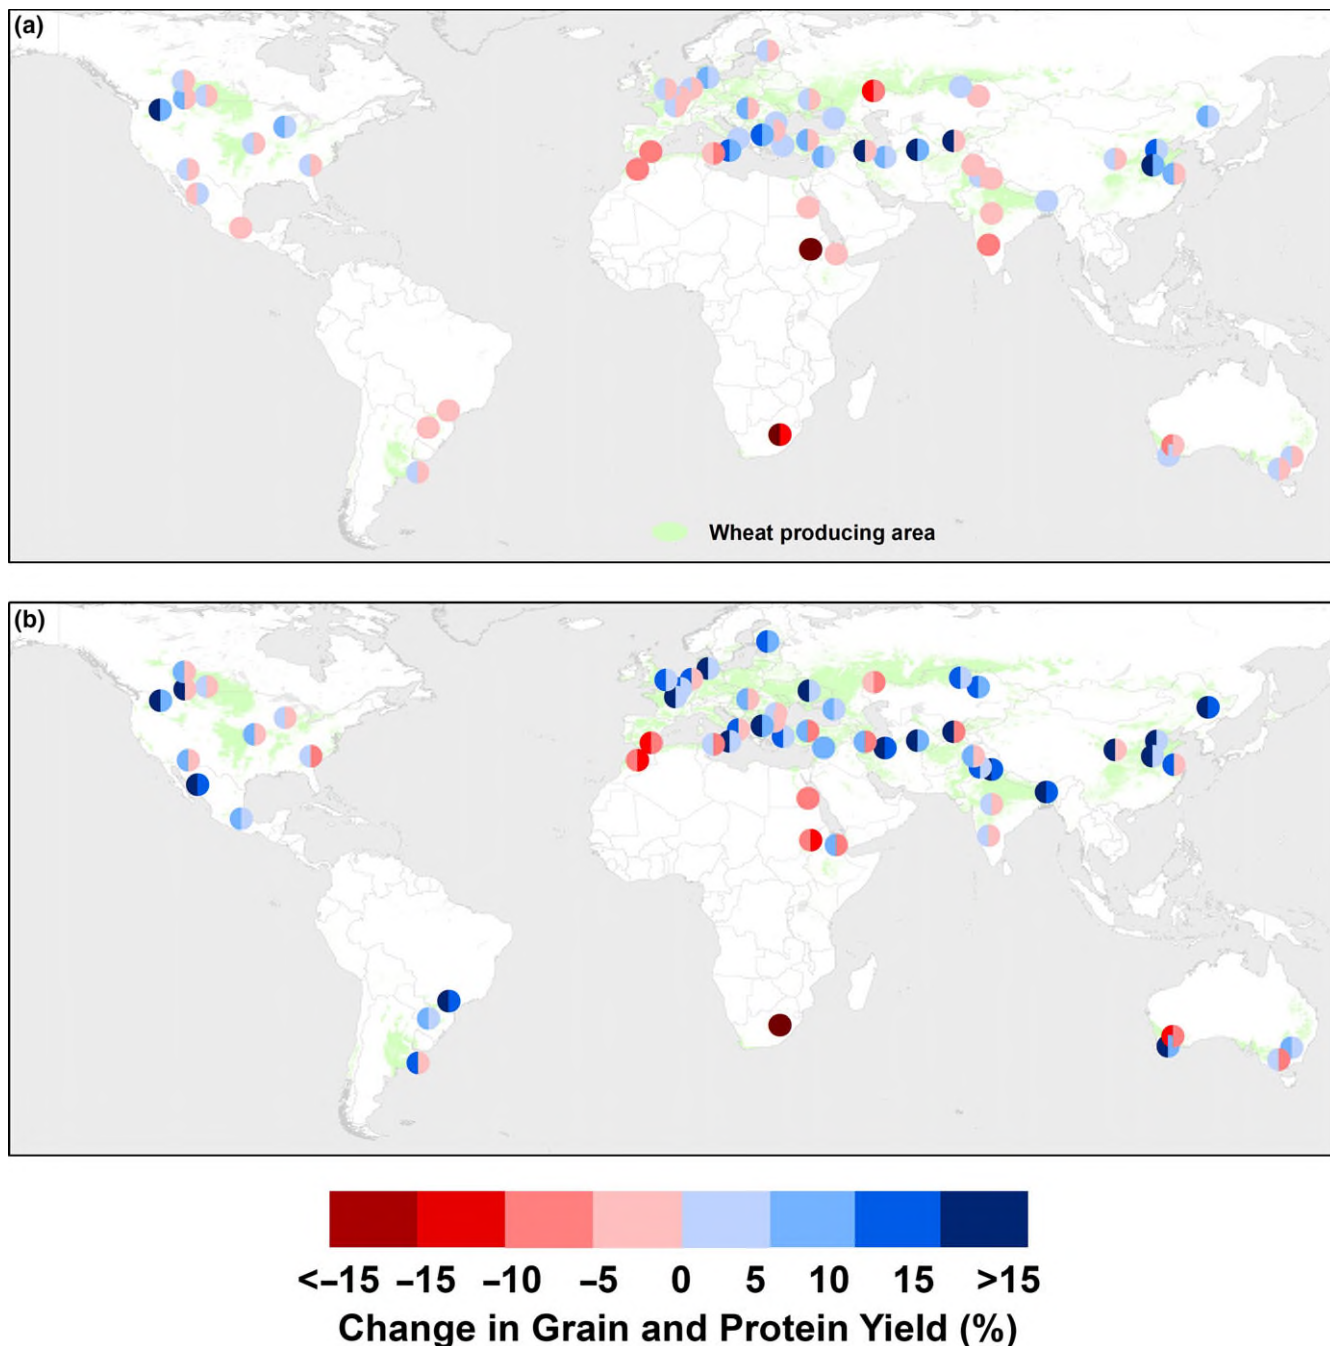 (a)
Wheat producing area
(b)
<–15 –15 –10 –5 0 5 10 15 >15
Change in Grain and Protein Yield (%)